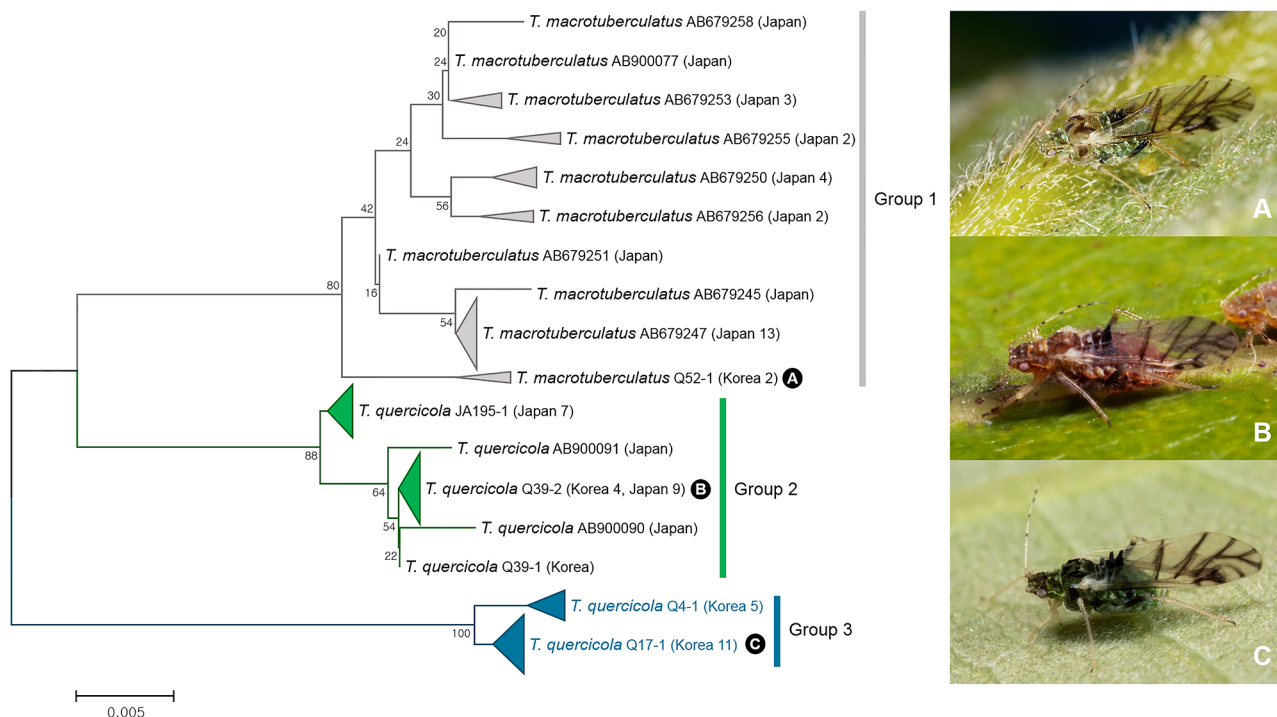 T. macrotuberculatus AB679258 (Japan)
20
24
T. macrotuberculatus AB900077 (Japan)
30
T. macrotuberculatus AB679253 (Japan 3)
24
T. macrotuberculatus AB679255 (Japan 2)
T. macrotuberculatus AB679250 (Japan 4)
56
T. macrotuberculatus AB679256 (Japan 2)
Group 1
42
T. macrotuberculatus AB679251 (Japan)
80
16
T. macrotuberculatus AB679245 (Japan)
54
T. macrotuberculatus AB679247 (Japan 13)
T. macrotuberculatus Q52-1 (Korea 2) A
T. quercicola JA195-1 (Japan 7)
88
T. quercicola AB900091 (Japan)
64
T. quercicola Q39-2 (Korea 4, Japan 9) B
Group 2
54
T. quercicola AB900090 (Japan)
22
T. quercicola Q39-1 (Korea)
T. quercicola Q4-1 (Korea 5)
100
Group 3
T. quercicola Q17-1 (Korea 11) C
0.005
A
B
C